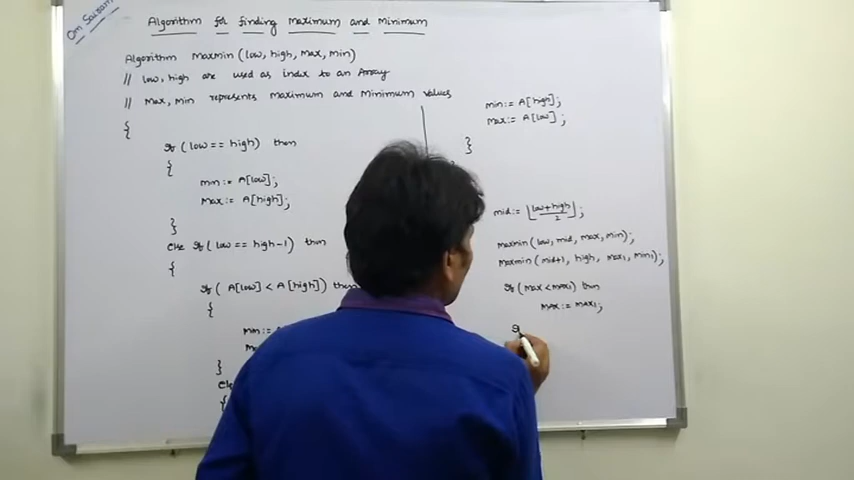 Om Sairam
Algorithm for finding Maximum and Minimum
Algorithm maxmin (low, high, max, min)
// low, high are used as index to an Array
// max, min represents maximum and minimum values
{
If (low == high) then
{
min := A[low];
max := A[high];
}
Else If (low == high-1) then
{
If (A[low] < A[high]) then
{
min :=
}
{
min := A[high];
max := A[low];
}
mid := ⌊(low+high)/2⌋;
maxmin (low, mid, max, min);
maxmin (mid+1, high, max1, min1);
If (max < max1) then
max := max1;